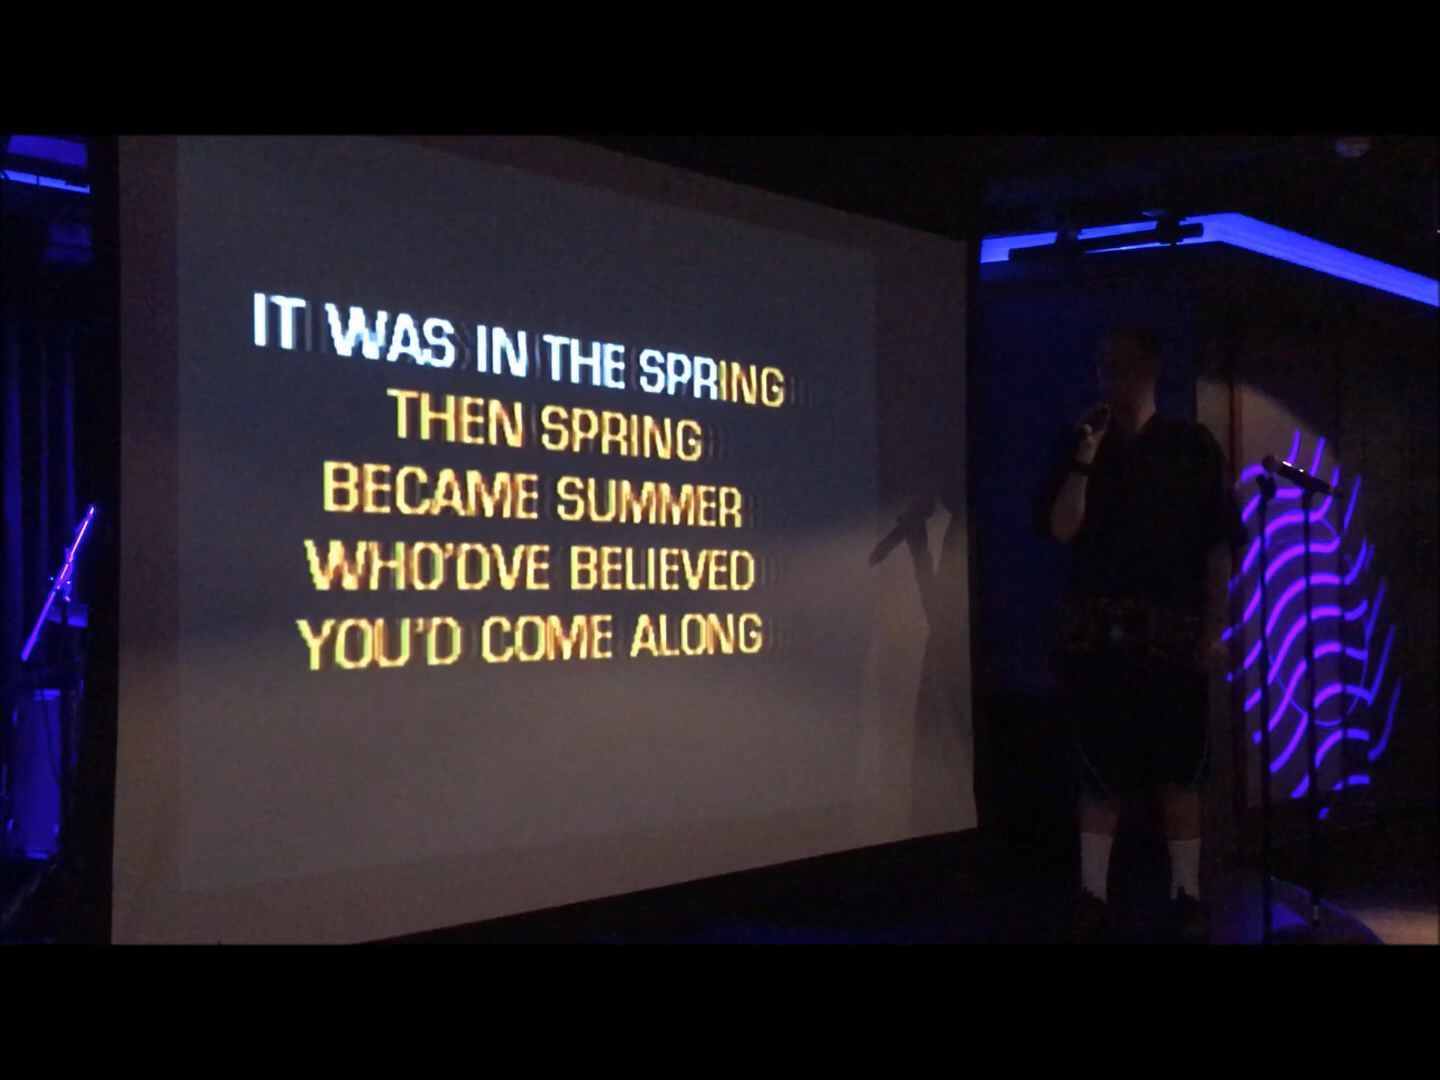 IT WAS IN THE SPRING
THEN SPRING
BECAME SUMMER
WHO'DVE BELIEVED
YOU'D COME ALONG